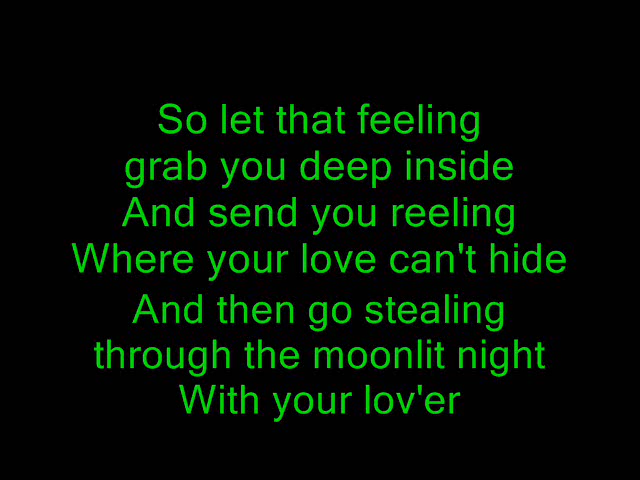 So let that feeling
grab you deep inside
And send you reeling
Where your love can't hide
And then go stealing
through the moonlit night
With your lov'er